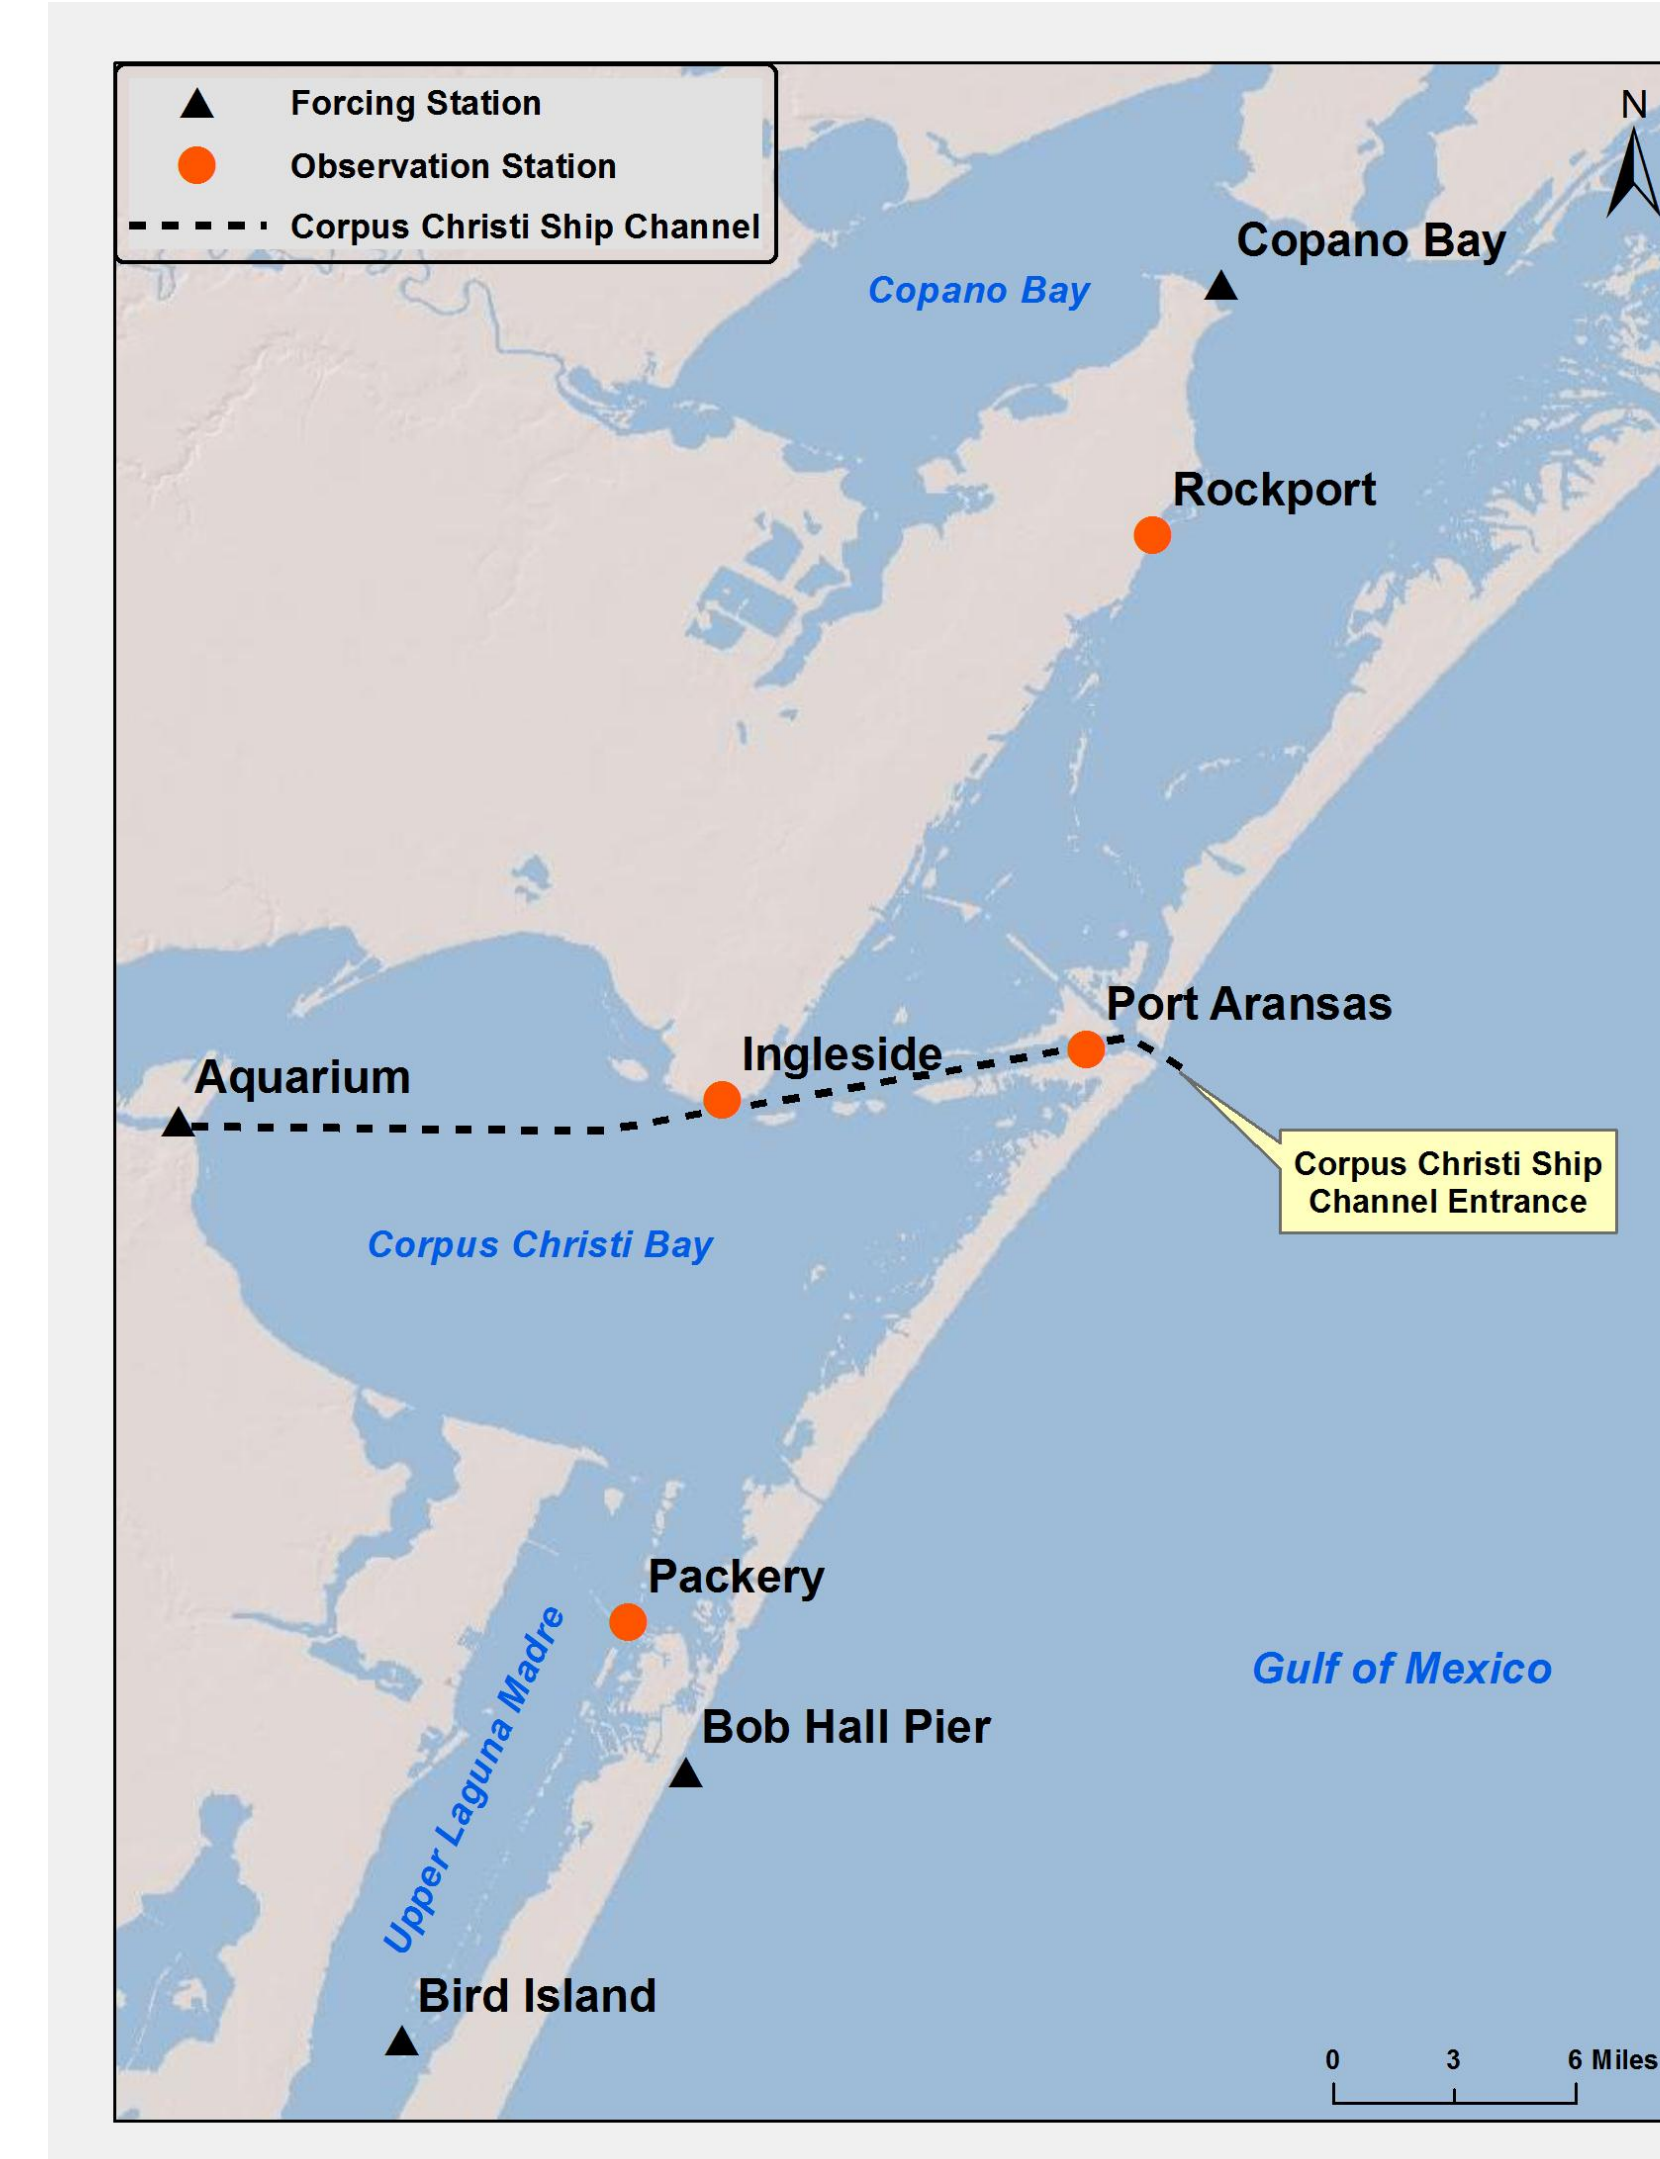 Forcing Station
Observation Station
Corpus Christi Ship Channel
N
Copano Bay
Copano Bay
Rockport
Port Aransas
Ingleside
Aquarium
Corpus Christi Ship
Channel Entrance
Corpus Christi Bay
Packery
Upper Laguna Madre
Gulf of Mexico
Bob Hall Pier
Bird Island
0 3 6 Miles